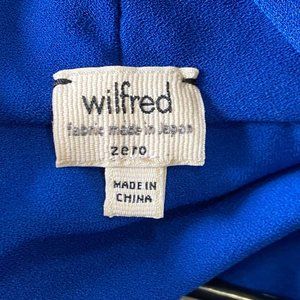 wilfred
fabric made in Japan
zero
MADE IN
CHINA